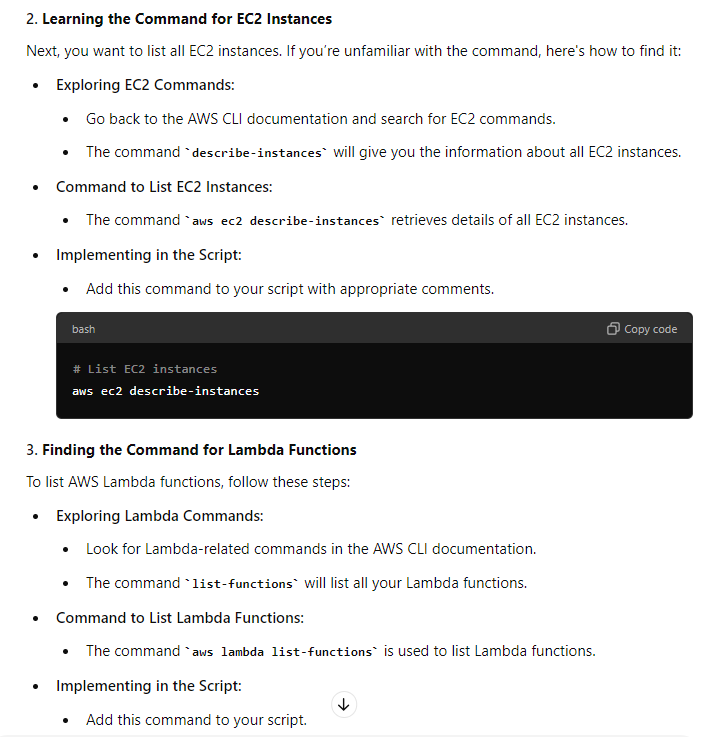 2. Learning the Command for EC2 Instances
Next, you want to list all EC2 instances. If you’re unfamiliar with the command, here's how to find it:
• Exploring EC2 Commands:
• Go back to the AWS CLI documentation and search for EC2 commands.
• The command `describe-instances` will give you the information about all EC2 instances.
• Command to List EC2 Instances:
• The command `aws ec2 describe-instances` retrieves details of all EC2 instances.
• Implementing in the Script:
• Add this command to your script with appropriate comments.
bash Copy code
# List EC2 instances
aws ec2 describe-instances
3. Finding the Command for Lambda Functions
To list AWS Lambda functions, follow these steps:
• Exploring Lambda Commands:
• Look for Lambda-related commands in the AWS CLI documentation.
• The command `list-functions` will list all your Lambda functions.
• Command to List Lambda Functions:
• The command `aws lambda list-functions` is used to list Lambda functions.
• Implementing in the Script:
• Add this command to your script.